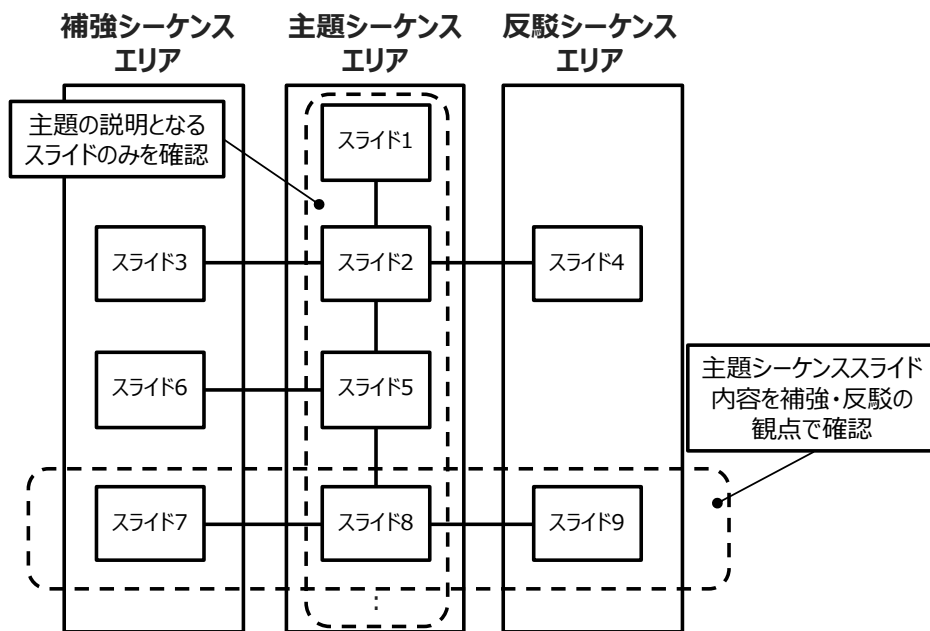 補強シーケンス
エリア
主題シーケンス
エリア
反駁シーケンス
エリア
主題の説明となる
スライドのみを確認
スライド1
スライド3
スライド2
スライド4
スライド6
スライド5
主題シーケンススライド
内容を補強・反駁の
観点で確認
スライド7
スライド8
スライド9
⋮